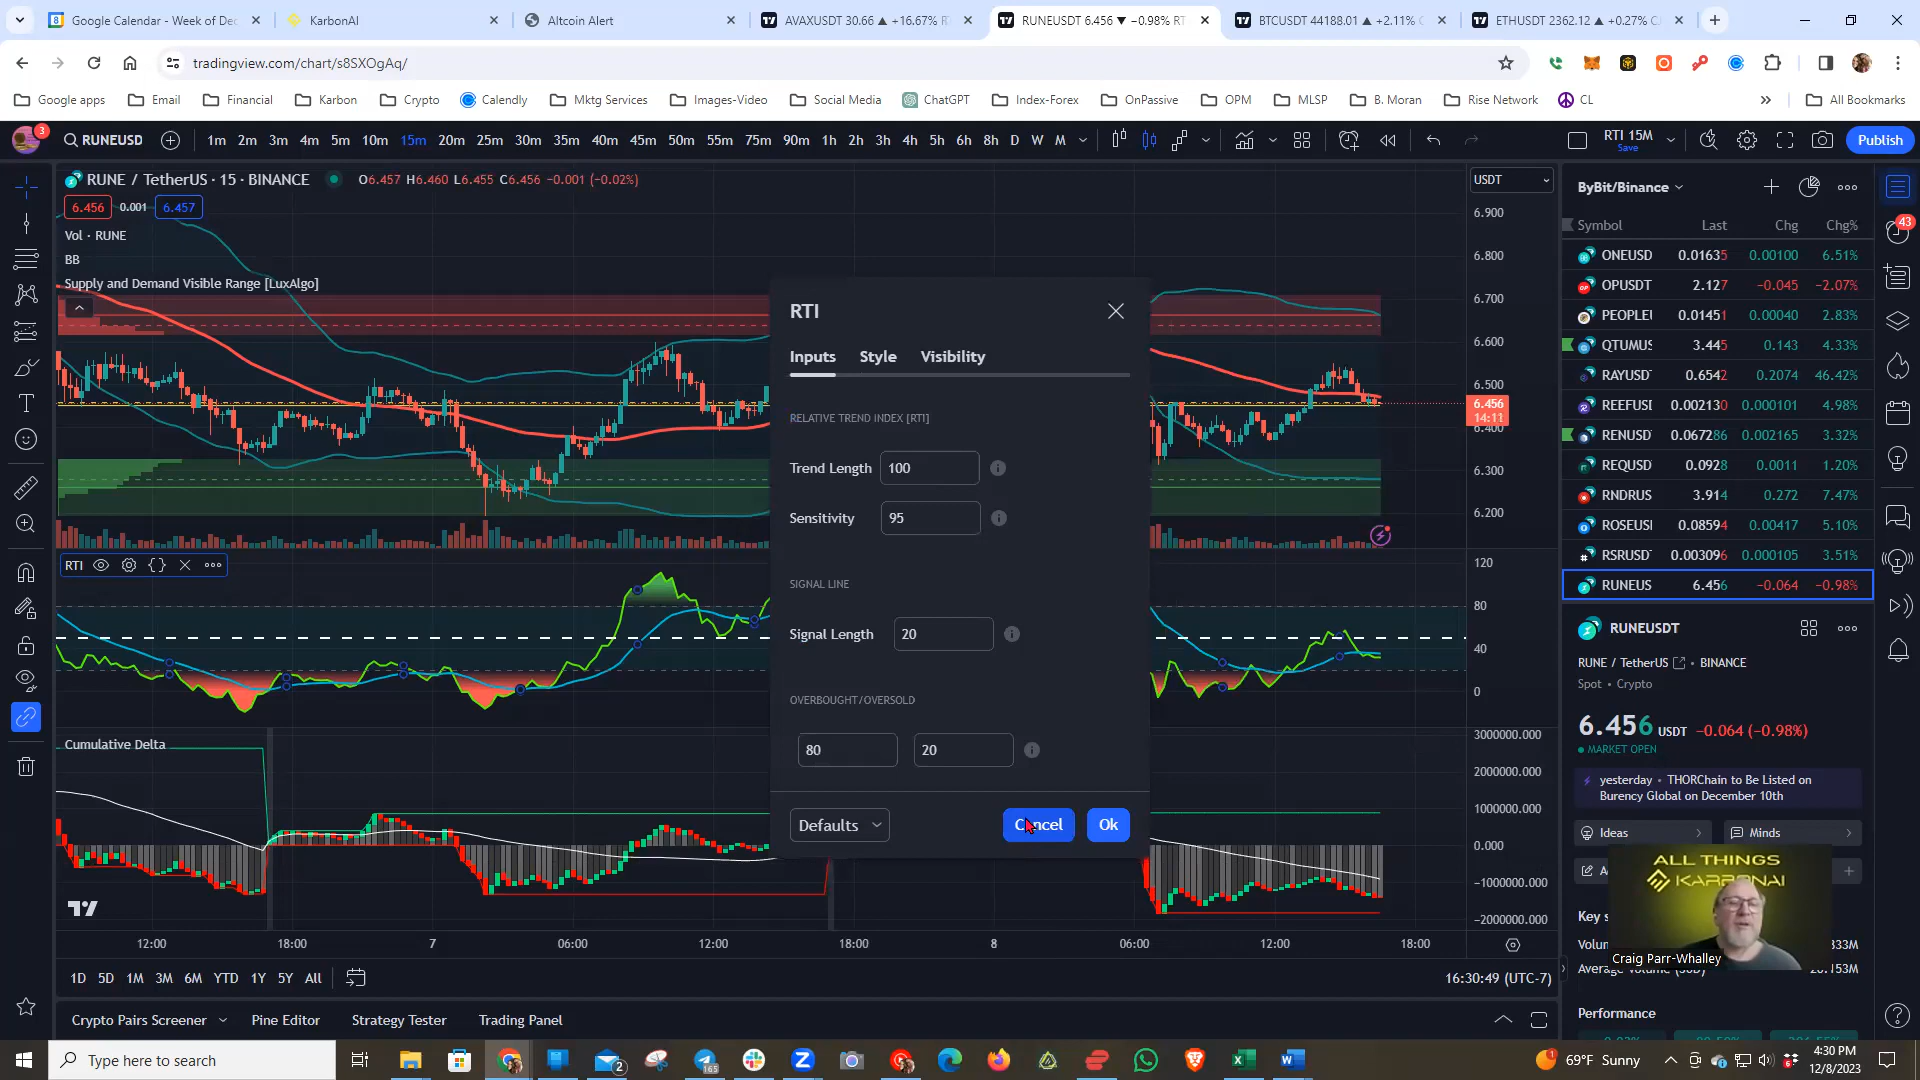 Google Calendar - Week of Dec
KarbonAI
Altcoin Alert
AVAXUSDT 30.66 ▲ +16.67% R
RUNEUSDT 6.456 ▼ −0.98% RT
BTCUSDT 44188.01 ▲ +2.11% C
ETHUSDT 2362.12 ▲ +0.27% C
tradingview.com/chart/s8SXOgAq/
Google apps
Email
Financial
Karbon
Crypto
Calendly
Mktg Services
Images-Video
Social Media
ChatGPT
Index-Forex
OnPassive
OPM
MLSP
B. Moran
Rise Network
CL
All Bookmarks
3
RUNEUSD
1m 2m 3m 4m 5m 10m 15m 20m 25m 30m 35m 40m 45m 50m 55m 75m 90m 1h 2h 3h 4h 5h 6h 8h D W M
RTI 15M
Save
Publish
RUNE / TetherUS · 15 · BINANCE
O6.457 H6.460 L6.455 C6.456 −0.001 (−0.02%)
6.456
0.001
6.457
Vol · RUNE
BB
Supply and Demand Visible Range [LuxAlgo]
USDT
6.900
6.800
6.700
6.600
6.500
6.456
14:11
6.400
6.300
6.200
RTI
120
80
40
0
Cumulative Delta
3000000.000
2000000.000
1000000.000
0.000
−1000000.000
−2000000.000
12:00
18:00
7
06:00
12:00
18:00
8
06:00
12:00
18:00
1D 5D 1M 3M 6M YTD 1Y 5Y All
16:30:49 (UTC-7)
Crypto Pairs Screener
Pine Editor
Strategy Tester
Trading Panel
RTI
Inputs
Style
Visibility
RELATIVE TREND INDEX [RTI]
Trend Length 100
Sensitivity 95
SIGNAL LINE
Signal Length 20
OVERBOUGHT/OVERSOLD
80 20
Defaults
Cancel
Ok
ByBit/Binance
Symbol Last Chg Chg%
ONEUSD 0.01635 0.00100 6.51%
OPUSDT 2.127 −0.045 −2.07%
PEOPLEI 0.01451 0.00040 2.83%
QTUMUS 3.445 0.143 4.33%
RAYUSD 0.6542 0.2074 46.42%
REEFUSI 0.002130 0.000101 4.98%
RENUSD 0.067286 0.002165 3.32%
REQUSD 0.0928 0.0011 1.20%
RNDRUS 3.914 0.272 7.47%
ROSEUSI 0.08594 0.00417 5.10%
RSRUSD 0.003096 0.000105 3.51%
RUNEUS 6.456 −0.064 −0.98%
43
RUNEUSDT
RUNE / TetherUS
BINANCE
Spot • Crypto
6.456 USDT −0.064 (−0.98%)
MARKET OPEN
yesterday • THORChain to Be Listed on
Burency Global on December 10th
Ideas
Minds
ALL THINGS
KARBONAI
Craig Parr-Whalley
Key s
Performance
Type here to search
2
165
69°F Sunny
4:30 PM
12/8/2023